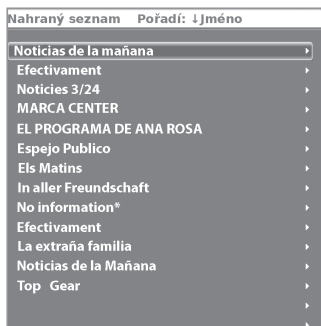 Nahraný seznam Pořadí: ↓Jméno
Noticias de la mañana
Efectivament
Noticies 3/24
MARCA CENTER
EL PROGRAMA DE ANA ROSA
Espejo Publico
Els Matins
In aller Freundschaft
No information*
Efectivament
La extraña familia
Noticias de la Mañana
Top Gear